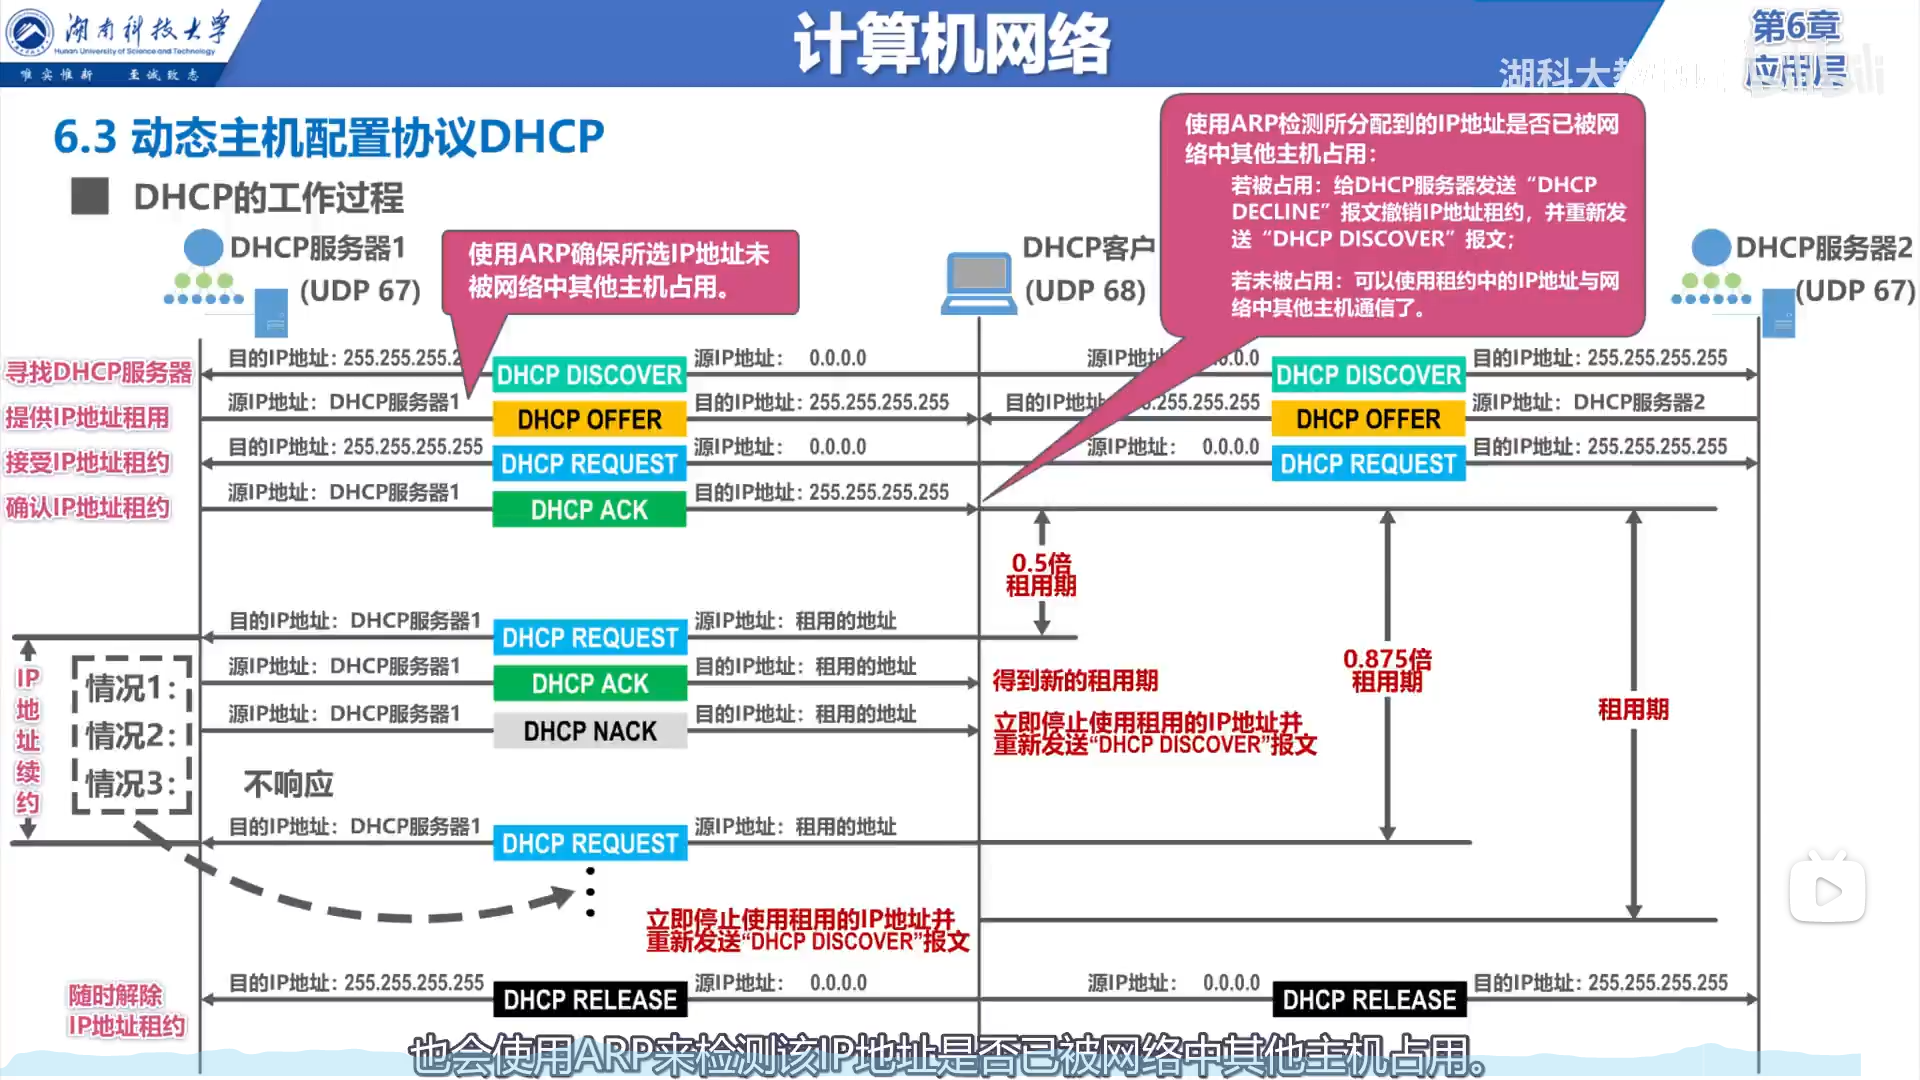 湖南科技大学
Hunan University of Science and Technology
唯实惟新 至诚致志
计算机网络
第6章
应用层
湖科大教
6.3 动态主机配置协议DHCP
DHCP的工作过程
使用ARP检测所分配到的IP地址是否已被网
络中其他主机占用：
若被占用：给DHCP服务器发送“DHCP
DECLINE”报文撤销IP地址租约，并重新发
送“DHCP DISCOVER”报文；
若未被占用：可以使用租约中的IP地址与网
络中其他主机通信了。
DHCP服务器1
(UDP 67)
使用ARP确保所选IP地址未
被网络中其他主机占用。
DHCP客户
(UDP 68)
DHCP服务器2
(UDP 67)
寻找DHCP服务器
目的IP地址: 255.255.255.2
DHCP DISCOVER
源IP地址： 0.0.0.0
源IP地址 .0.0
DHCP DISCOVER
目的IP地址: 255.255.255.255
提供IP地址租用
源IP地址：DHCP服务器1
DHCP OFFER
目的IP地址: 255.255.255.255
目的IP地址 .255.255.255
DHCP OFFER
源IP地址：DHCP服务器2
接受IP地址租约
目的IP地址: 255.255.255.255
DHCP REQUEST
源IP地址： 0.0.0.0
源IP地址： 0.0.0.0
DHCP REQUEST
目的IP地址: 255.255.255.255
确认IP地址租约
源IP地址：DHCP服务器1
DHCP ACK
目的IP地址: 255.255.255.255
0.5倍
租用期
0.875倍
租用期
租用期
IP地址续约
目的IP地址：DHCP服务器1
DHCP REQUEST
源IP地址：租用的地址
情况1：
源IP地址：DHCP服务器1
DHCP ACK
目的IP地址：租用的地址
得到新的租用期
情况2：
源IP地址：DHCP服务器1
DHCP NACK
目的IP地址：租用的地址
立即停止使用租用的IP地址并
重新发送“DHCP DISCOVER”报文
情况3：
不响应
目的IP地址：DHCP服务器1
DHCP REQUEST
源IP地址：租用的地址
立即停止使用租用的IP地址并
重新发送“DHCP DISCOVER”报文
随时解除
IP地址租约
目的IP地址: 255.255.255.255
DHCP RELEASE
源IP地址： 0.0.0.0
源IP地址： 0.0.0.0
DHCP RELEASE
目的IP地址: 255.255.255.255
也会使用ARP来检测该IP地址是否已被网络中其他主机占用。